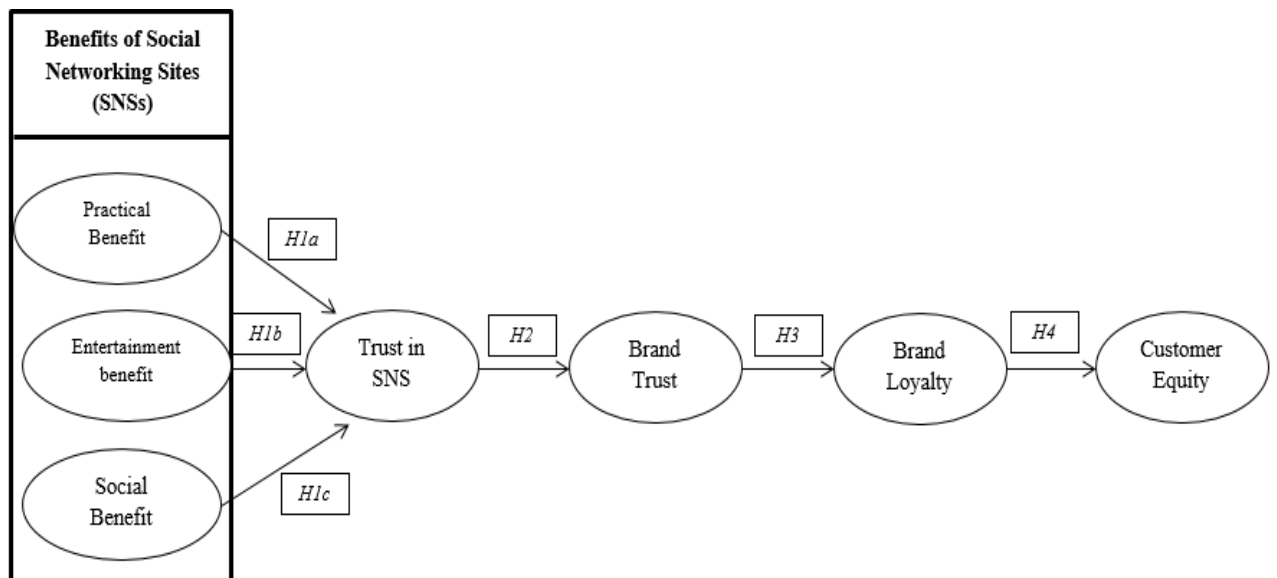 Benefits of Social
Networking Sites
(SNSs)
Practical
Benefit
H1a
Entertainment
benefit
H1b
Trust in
SNS
H2
Brand
Trust
H3
Brand
Loyalty
H4
Customer
Equity
Social
Benefit
H1c